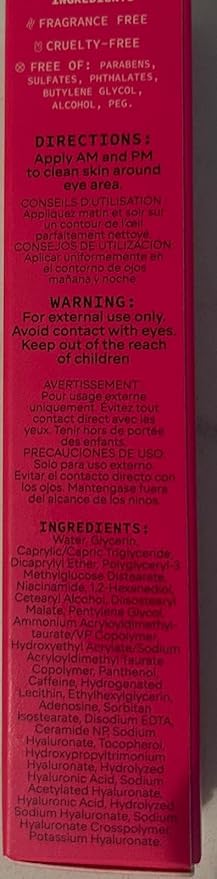 INGREDIENTS
FRAGRANCE FREE
CRUELTY-FREE
FREE OF: PARABENS,
SULFATES, PHTHALATES,
BUTYLENE GLYCOL,
ALCOHOL, PEG.
DIRECTIONS:
Apply AM and PM
to clean skin around
eye area.
CONSEILS D'UTILISATION
Appliquez matin et soir sur
un contour de l'œil
parfaitement nettoyé.
CONSEJOS DE UTILIZACIÓN
Aplicar uniformemente en
el contorno de ojos
mañana y noche
WARNING:
For external use only.
Avoid contact with eyes.
Keep out of the reach
of children
AVERTISSEMENT
Pour usage externe
uniquement. Évitez tout
contact direct avec les
yeux. Tenir hors de portée
des enfants.
PRECAUCIONES DE USO:
Solo para uso externo.
Evitar el contacto directo con
los ojos. Mantengase fuera
del alcance de los ninos.
INGREDIENTS:
Water, Glycerin,
Caprylic/Capric Triglyceride,
Dicaprylyl Ether, Polyglyceryl-3
Methylglucose Distearate,
Niacinamide, 1,2-Hexanediol,
Cetearyl Alcohol, Diisostearyl
Malate, Pentylene Glycol,
Ammonium Acryloyldimethyl-
taurate/VP Copolymer,
Hydroxyethyl Acrylate/Sodium
Acryloyldimethyl Taurate
Copolymer, Panthenol,
Caffeine, Hydrogenated
Lecithin, Ethylhexylglycerin,
Adenosine, Sorbitan
Isostearate, Disodium EDTA,
Ceramide NP, Sodium
Hyaluronate, Tocopherol,
Hydroxypropyltrimonium
Hyaluronate, Hydrolyzed
Hyaluronic Acid, Sodium
Acetylated Hyaluronate,
Hyaluronic Acid, Hydrolyzed
Sodium Hyaluronate, Sodium
Hyaluronate Crosspolymer,
Potassium Hyaluronate.